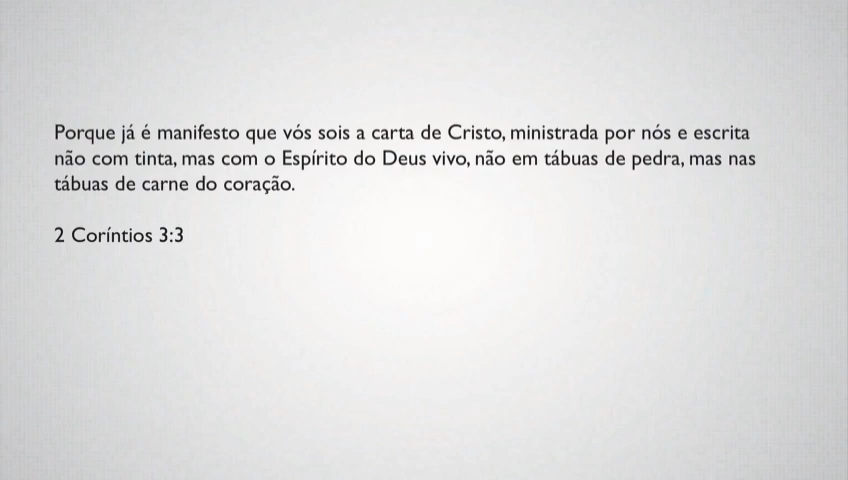 Porque já é manifesto que vós sois a carta de Cristo, ministrada por nós e escrita
não com tinta, mas com o Espírito do Deus vivo, não em tábuas de pedra, mas nas
tábuas de carne do coração.
2 Coríntios 3:3